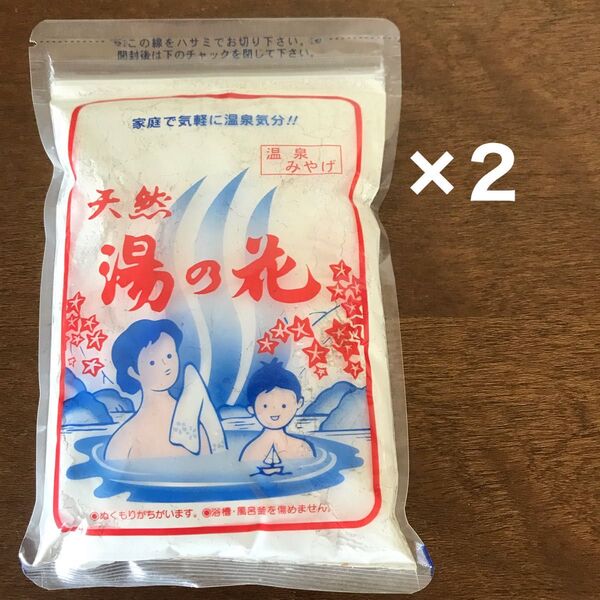 この線をハサミでお切り下さい。
開封後は下のチャックを閉じて下さい。
家庭で気軽に温泉気分!!
温泉
みやげ
天然
湯の花
×2
◉ぬくもりがちがいます。◉浴槽・風呂釜を傷めません。